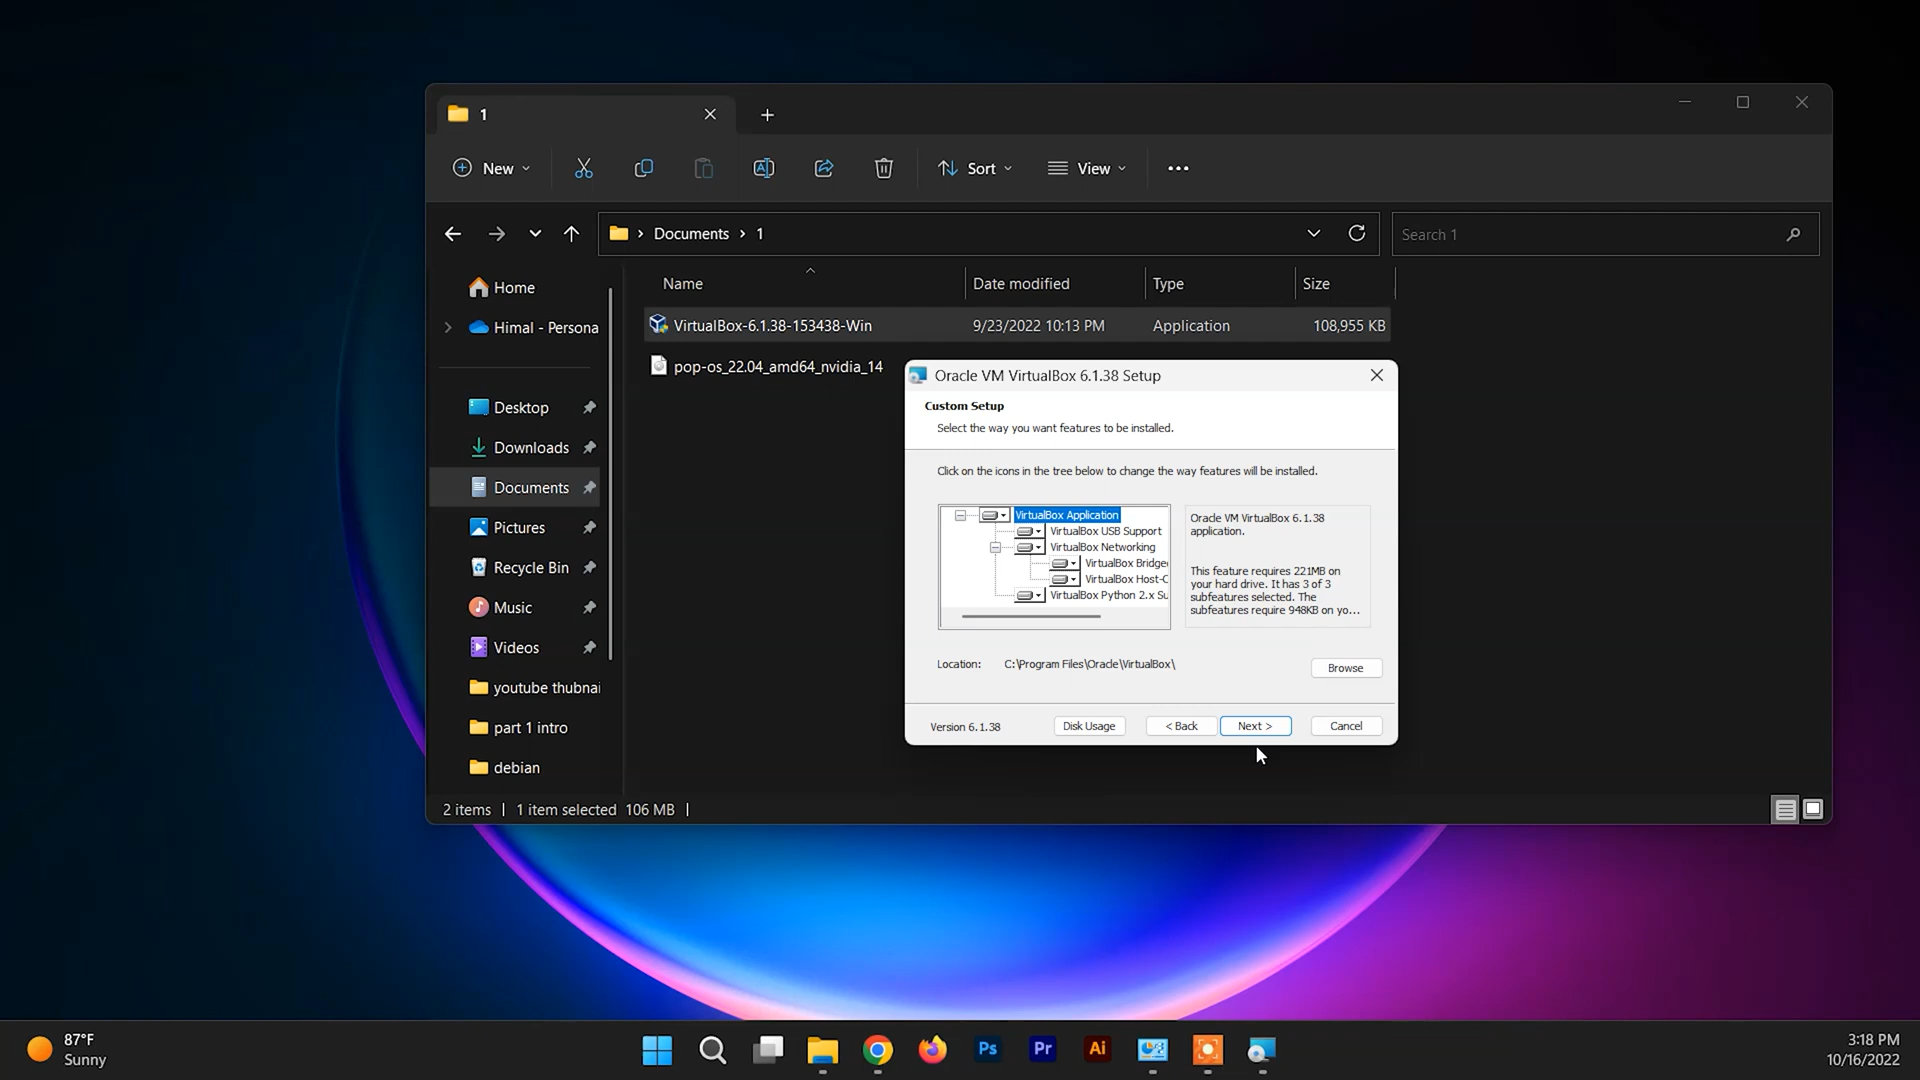 1
New
Sort
View
Documents
1
Search 1
Home
Himal - Persona
Desktop
Downloads
Documents
Pictures
Recycle Bin
Music
Videos
youtube thubnai
part 1 intro
debian
Name
Date modified
Type
Size
VirtualBox-6.1.38-153438-Win
9/23/2022 10:13 PM
Application
108,955 KB
pop-os_22.04_amd64_nvidia_14
Oracle VM VirtualBox 6.1.38 Setup
Custom Setup
Select the way you want features to be installed.
Click on the icons in the tree below to change the way features will be installed.
VirtualBox Application
VirtualBox USB Support
VirtualBox Networking
VirtualBox Bridge
VirtualBox Host-C
VirtualBox Python 2.x Su
Oracle VM VirtualBox 6.1.38
application.
This feature requires 221MB on
your hard drive. It has 3 of 3
subfeatures selected. The
subfeatures require 948KB on yo...
Location: C:\Program Files\Oracle\VirtualBox\
Browse
Version 6.1.38
Disk Usage
< Back
Next >
Cancel
2 items
1 item selected 106 MB
87°F
Sunny
Ps
Pr
Ai
3:18 PM
10/16/2022